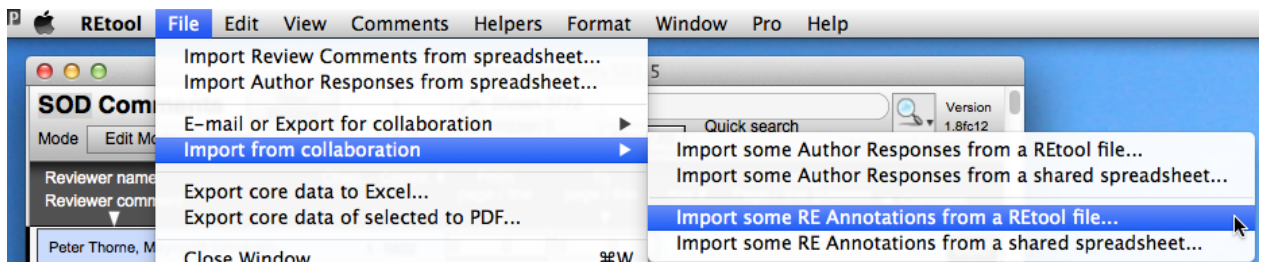 P REtool File Edit View Comments Helpers Format Window Pro Help
Import Review Comments from spreadsheet...
Import Author Responses from spreadsheet...
5
SOD Comments
Version
1.8fc12
E-mail or Export for collaboration ▶
Quick search
Mode Edit Mo
Import from collaboration ▶
Import some Author Responses from a REtool file...
Import some Author Responses from a shared spreadsheet...
Reviewer name
Reviewer comm
Export core data to Excel...
Export core data of selected to PDF...
Import some RE Annotations from a REtool file...
Import some RE Annotations from a shared spreadsheet...
Peter Thorne, M
Close Window ⌘W